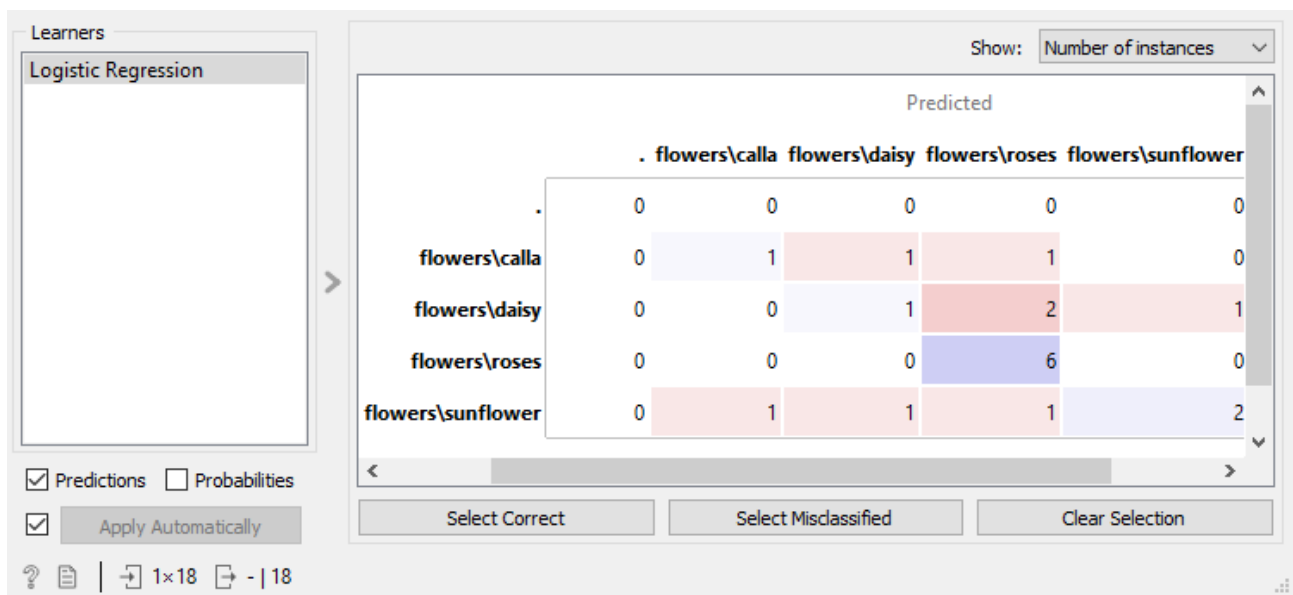 Learners
Logistic Regression
Show: Number of instances
Predicted
. flowers\calla flowers\daisy flowers\roses flowers\sunflower
. 0 0 0 0 0
flowers\calla 0 1 1 1 0
flowers\daisy 0 0 1 2 1
flowers\roses 0 0 0 6 0
flowers\sunflower 0 1 1 1 2
Predictions Probabilities
Apply Automatically
Select Correct Select Misclassified Clear Selection
? 1×18 - | 18